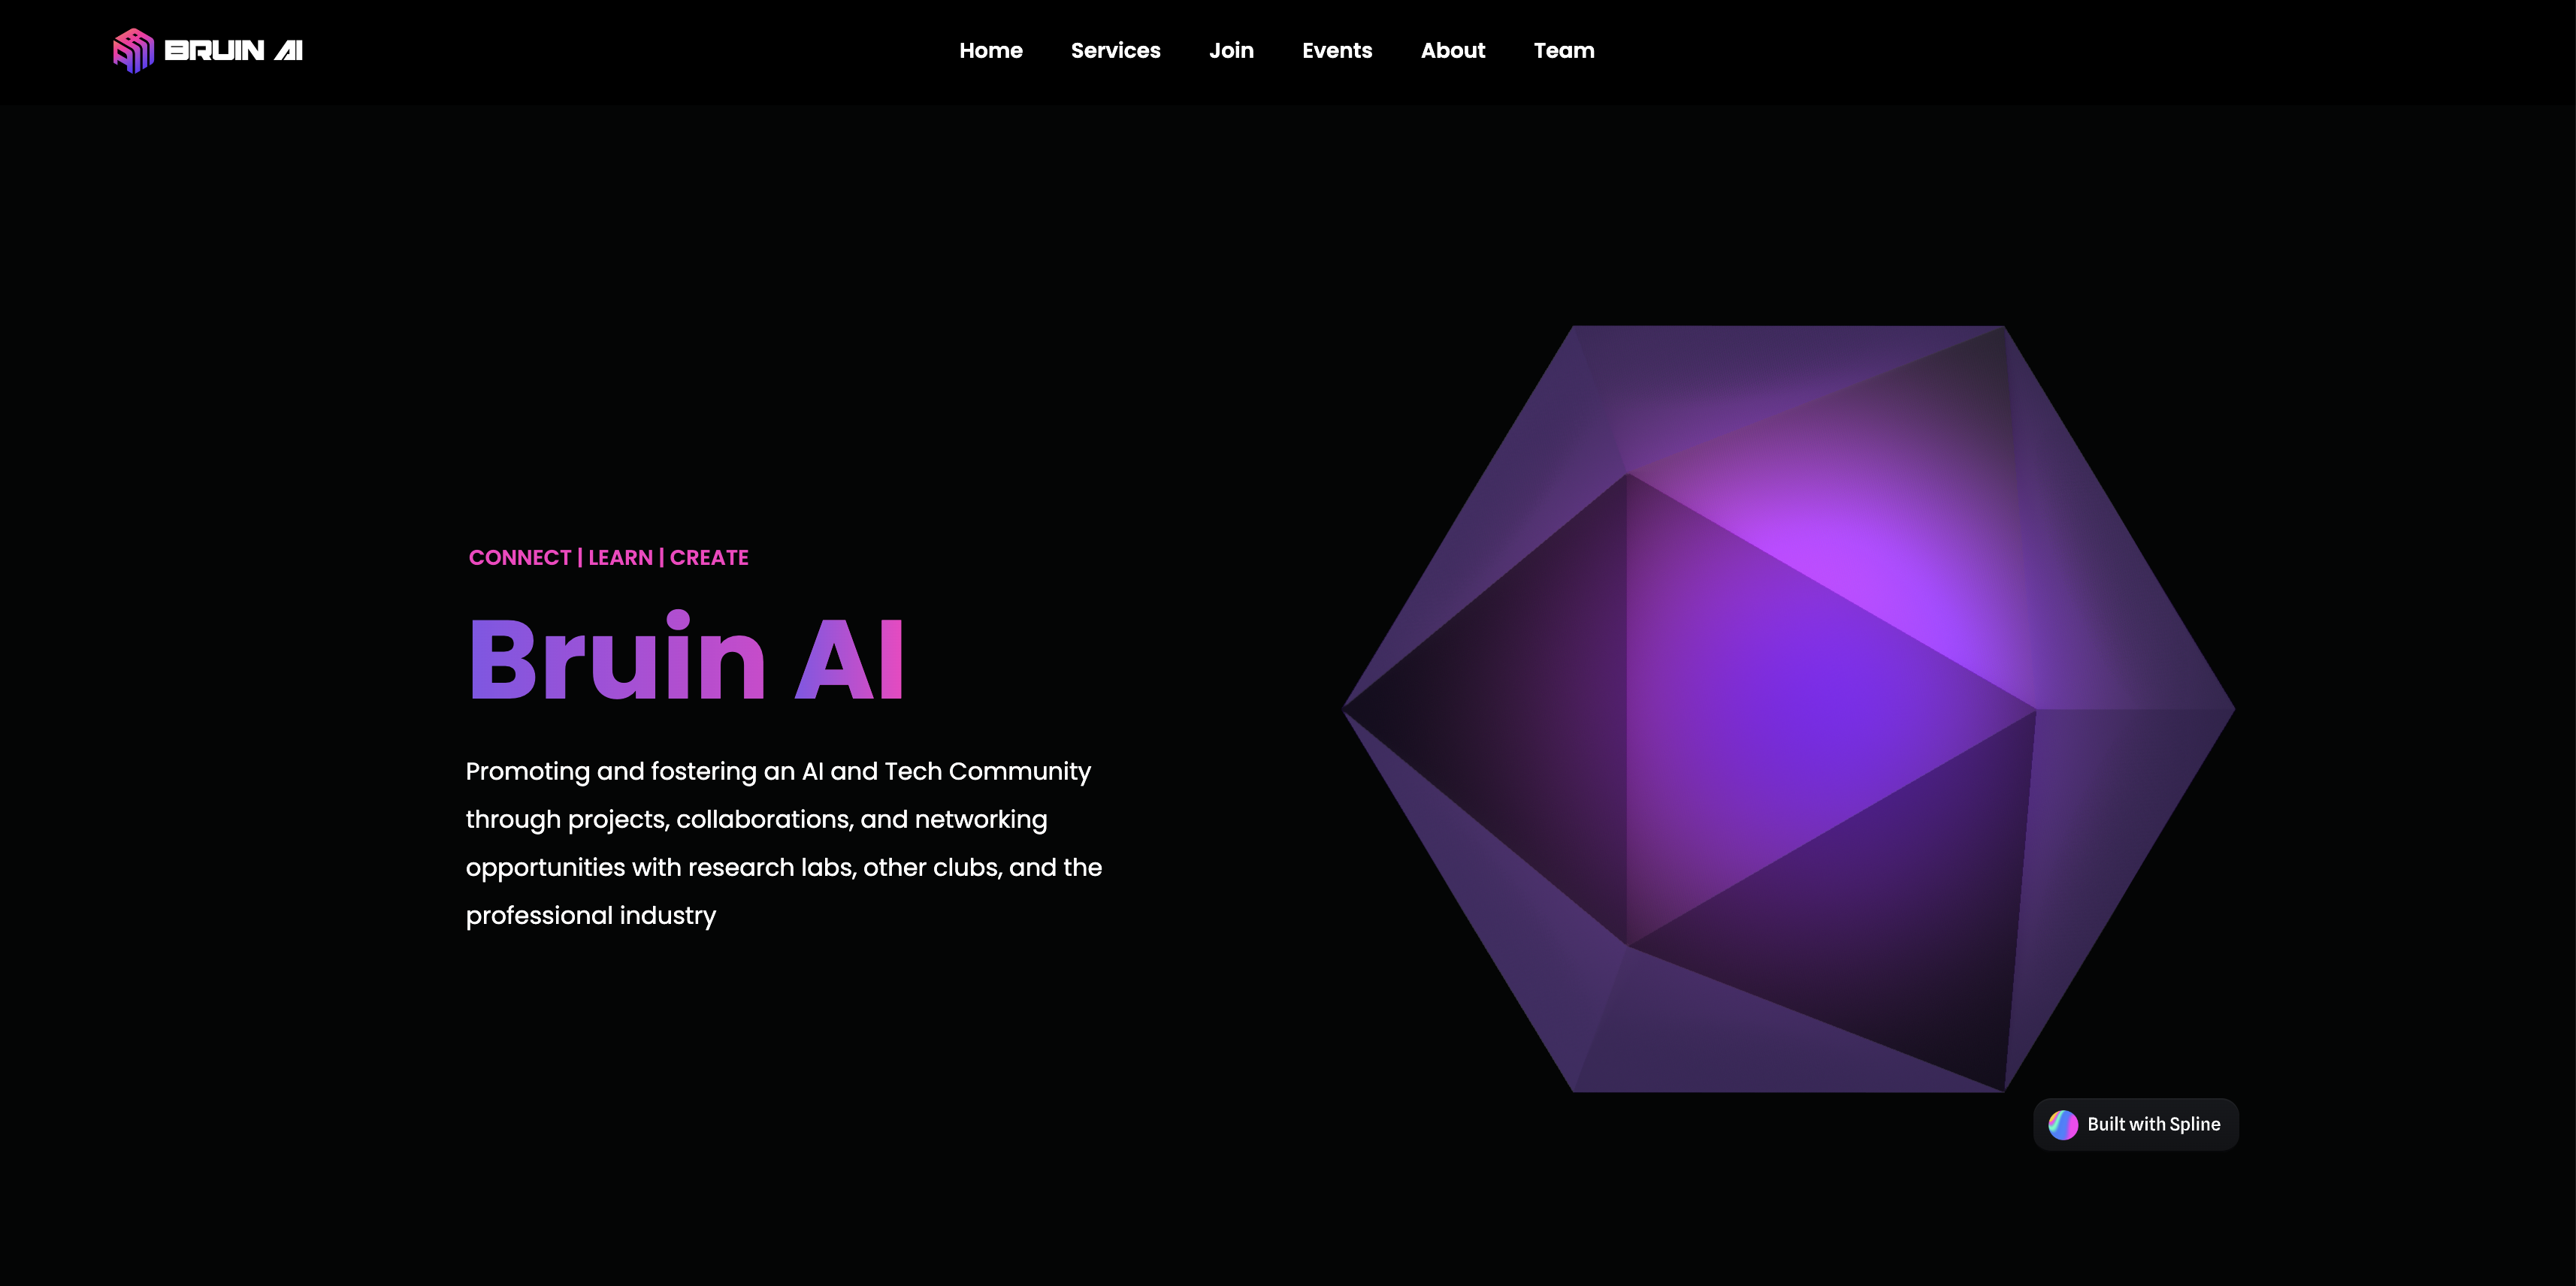 BRUIN AI
Home Services Join Events About Team
CONNECT | LEARN | CREATE
Bruin AI
Promoting and fostering an AI and Tech Community
through projects, collaborations, and networking
opportunities with research labs, other clubs, and the
professional industry
Built with Spline